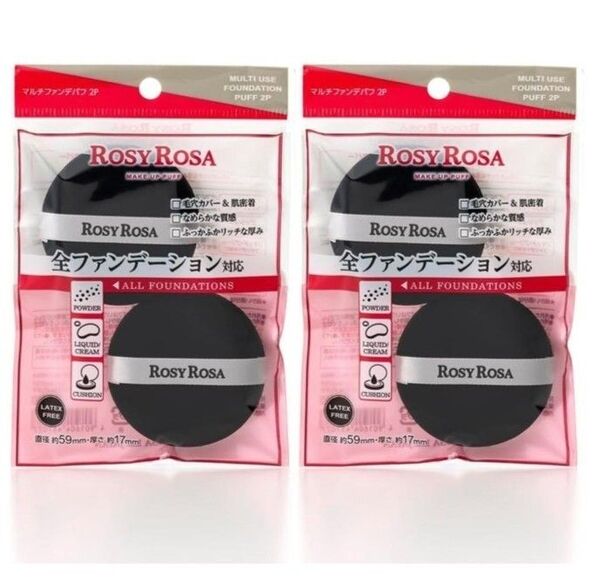 マルチファンデパフ 2P
MULTI USE
FOUNDATION
PUFF 2P
ROSY ROSA
MAKE UP PUFF
毛穴カバー & 肌密着
なめらかな質感
ふっかふかリッチな厚み
ROSY ROSA
全ファンデーション対応
ALL FOUNDATIONS
POWDER
LIQUID/
CREAM
CUSHION
ROSY ROSA
LATEX
FREE
直径 約59mm・厚さ 約17mm
マルチファンデパフ 2P
MULTI USE
FOUNDATION
PUFF 2P
ROSY ROSA
MAKE UP PUFF
毛穴カバー & 肌密着
なめらかな質感
ふっかふかリッチな厚み
ROSY ROSA
全ファンデーション対応
ALL FOUNDATIONS
POWDER
LIQUID/
CREAM
CUSHION
ROSY ROSA
LATEX
FREE
直径 約59mm・厚さ 約17mm